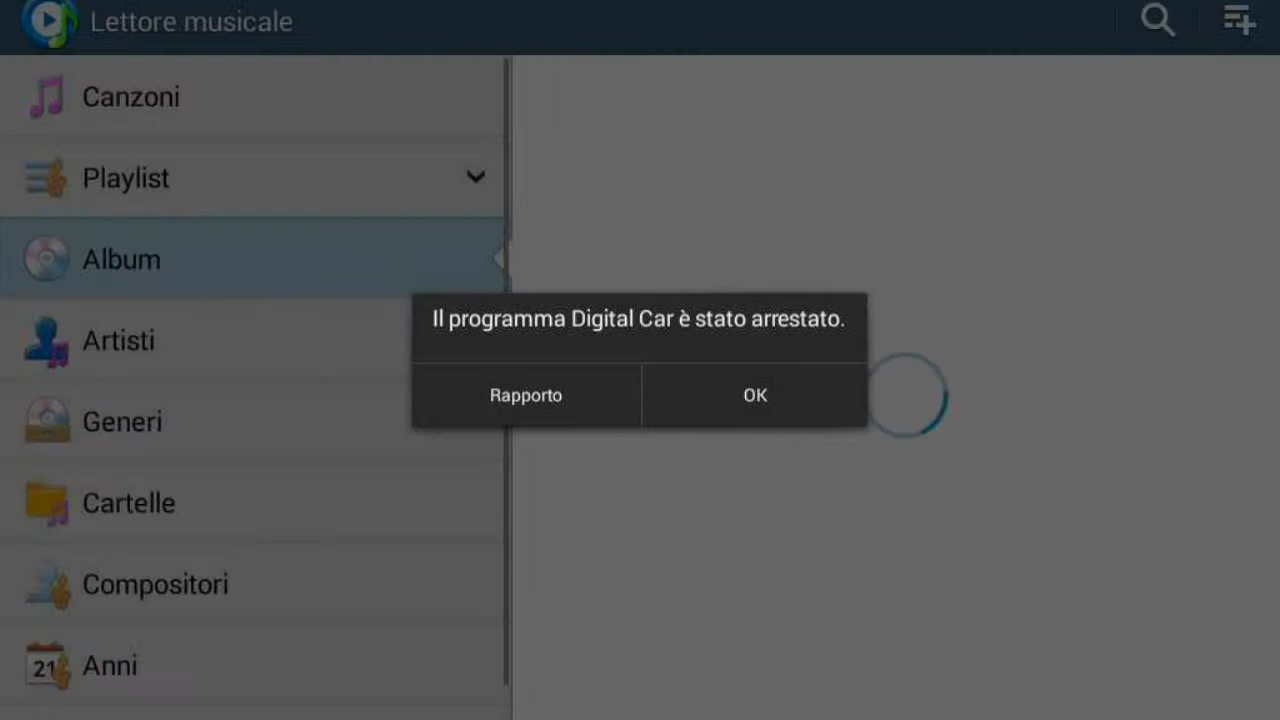 Lettore musicale
Canzoni
Playlist
Album
Artisti
Generi
Cartelle
Compositori
21
Anni
Il programma Digital Car è stato arrestato.
Rapporto
OK